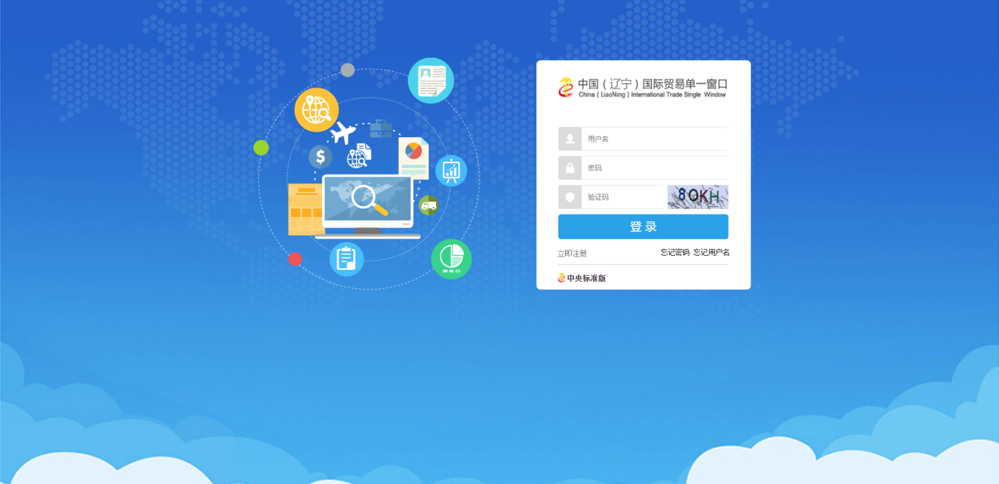 中国（辽宁）国际贸易单一窗口
China ( LiaoNing ) International Trade Single Window
用户名
密码
验证码
8OKH
登 录
立即注册
忘记密码 忘记用户名
中央标准版